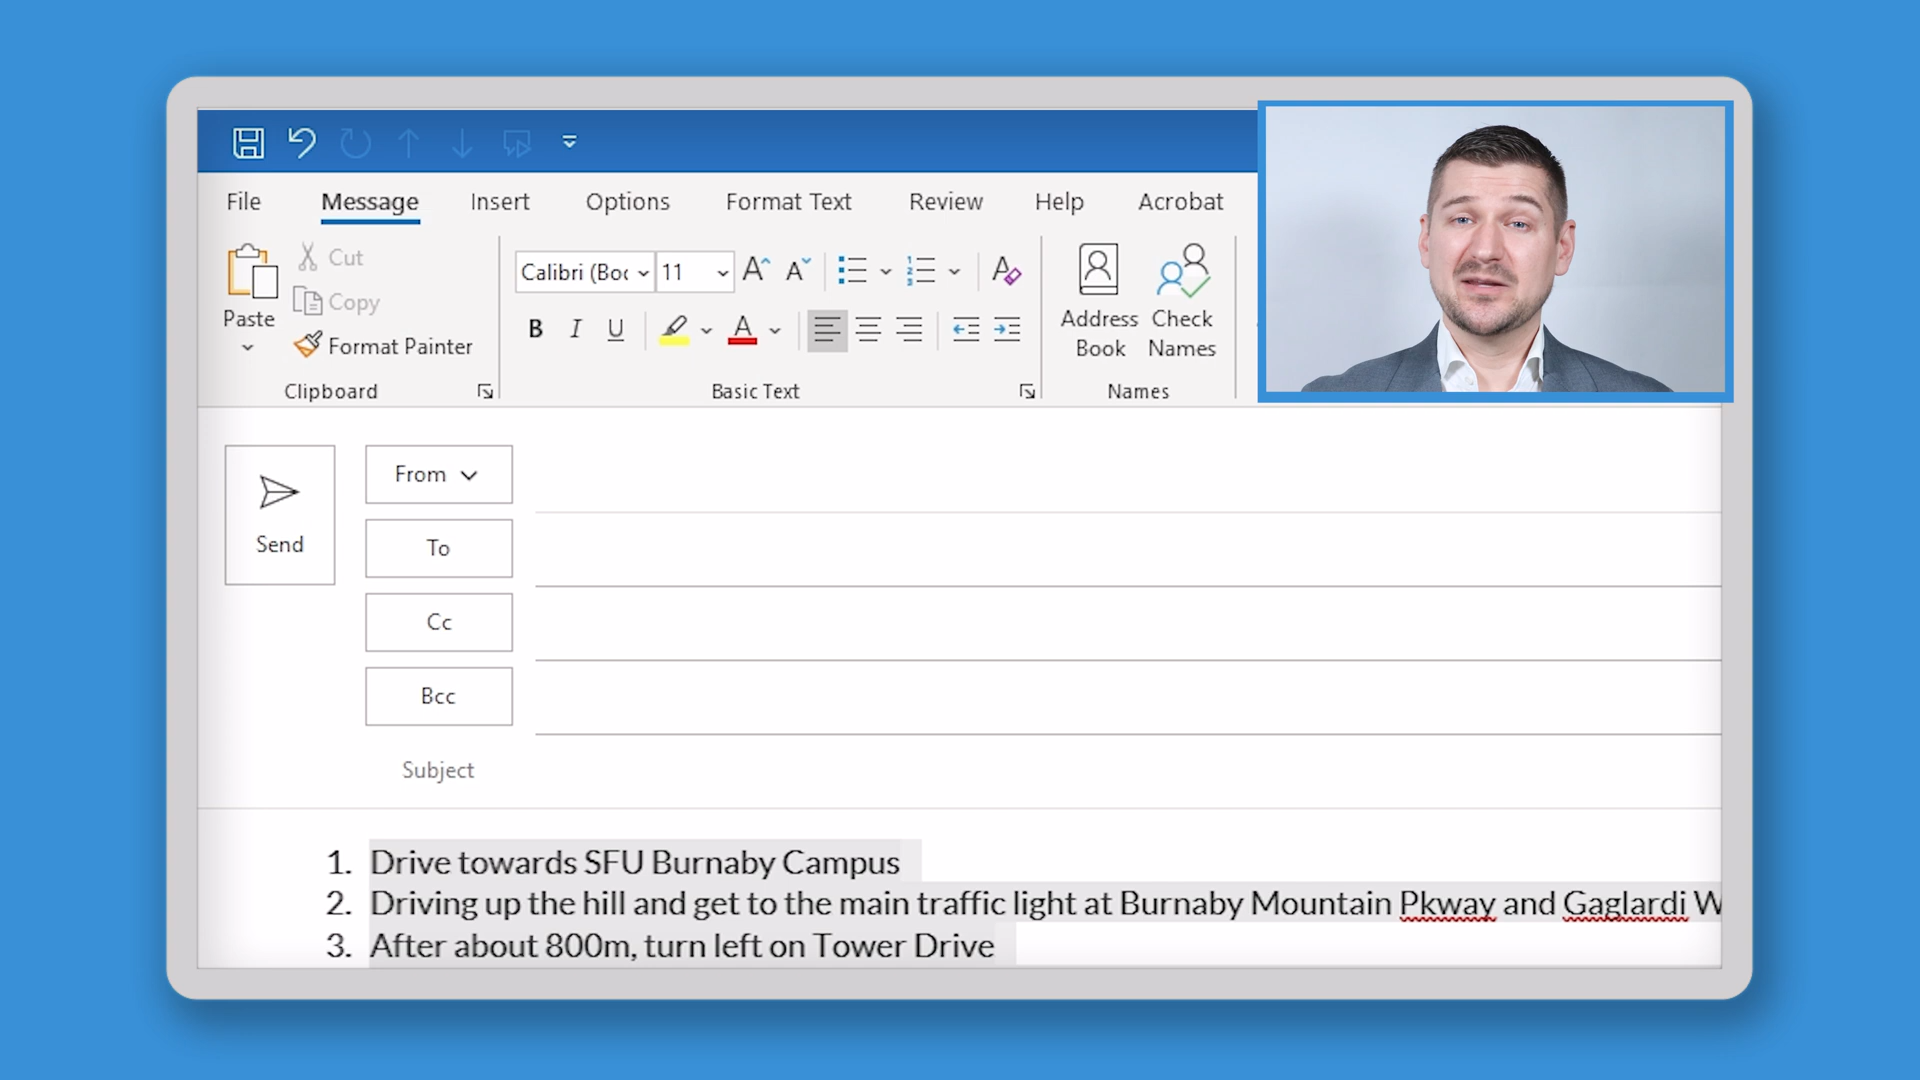 File Message Insert Options Format Text Review Help Acrobat
Cut
Copy
Paste
Format Painter
Clipboard
Calibri (Boc 11
B I U
Basic Text
Address Book
Check Names
Names
Send
From
To
Cc
Bcc
Subject
1. Drive towards SFU Burnaby Campus
2. Driving up the hill and get to the main traffic light at Burnaby Mountain Pkway and Gaglardi W
3. After about 800m, turn left on Tower Drive